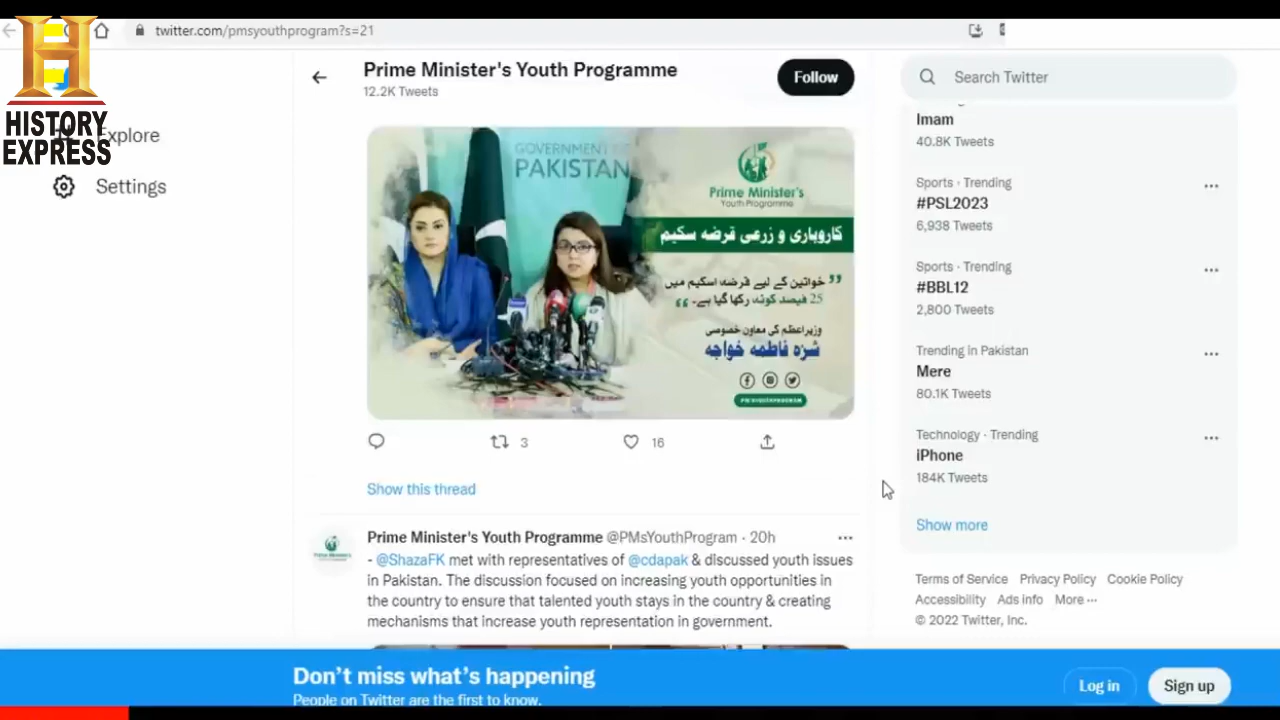 twitter.com/pmsyouthprogram?s=21
HISTORY
EXPRESS
Explore
Settings
Prime Minister's Youth Programme
12.2K Tweets
Follow
GOVERNMENT
PAKISTAN
Prime Minister's
Youth Programme
کاروباری و زرعی قرضہ سکیم
خواتین کے لیے قرضہ اسکیم میں
25 فیصد کوٹہ رکھا گیا ہے۔
وزیراعظم کی معاون خصوصی
شزہ فاطمہ خواجہ
PMSYOUTHPROGRAM
3
16
Show this thread
Prime Minister's Youth Programme @PMsYouthProgram · 20h
- @ShazaFK met with representatives of @cdapak & discussed youth issues
in Pakistan. The discussion focused on increasing youth opportunities in
the country to ensure that talented youth stays in the country & creating
mechanisms that increase youth representation in government.
Search Twitter
Imam
40.8K Tweets
Sports · Trending
#PSL2023
6,938 Tweets
Sports · Trending
#BBL12
2,800 Tweets
Trending in Pakistan
Mere
80.1K Tweets
Technology · Trending
iPhone
184K Tweets
Show more
Terms of Service Privacy Policy Cookie Policy
Accessibility Ads info More ···
© 2022 Twitter, Inc.
Don't miss what's happening
People on Twitter are the first to know.
Log in
Sign up